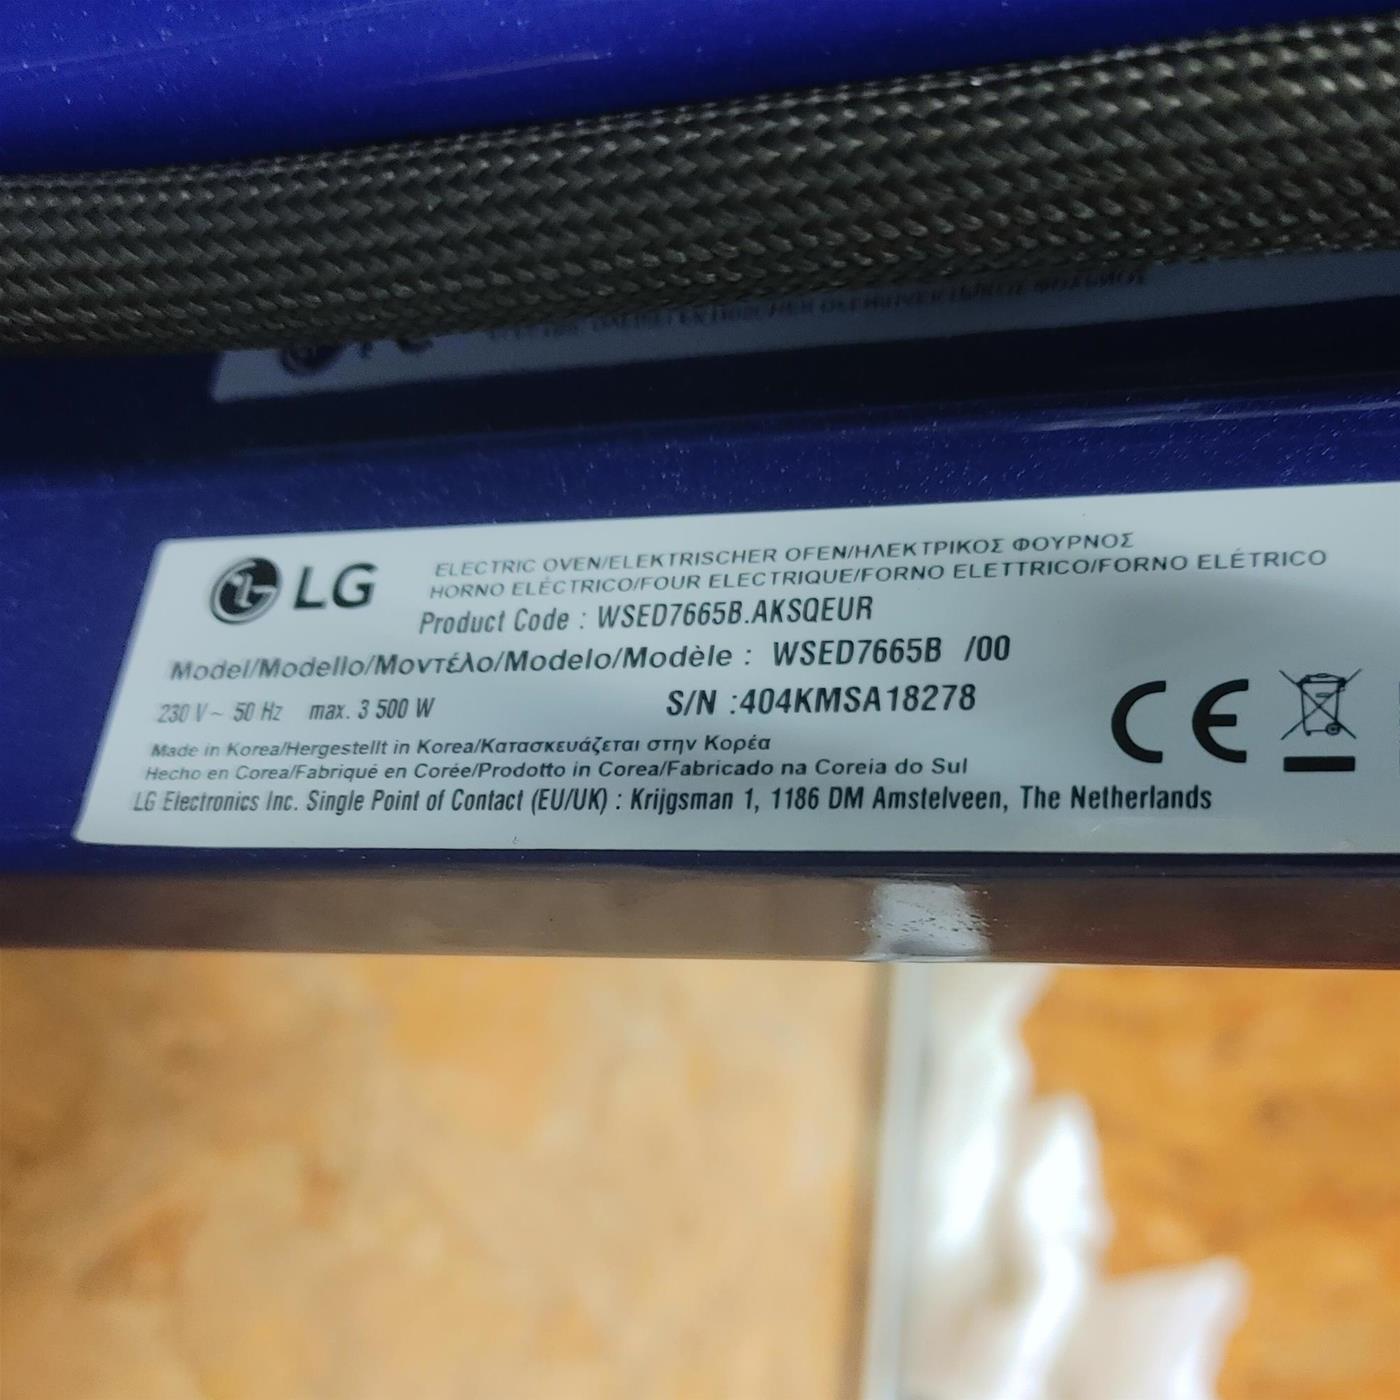 LG
ELECTRIC OVEN/ELEKTRISCHER OFEN/ΗΛΕΚΤΡΙΚΟΣ ΦΟΥΡΝΟΣ
HORNO ELÉCTRICO/FOUR ELECTRIQUE/FORNO ELETTRICO/FORNO ELÉTRICO
Product Code : WSED7665B.AKSQEUR
Model/Modello/Μοντέλο/Modelo/Modèle : WSED7665B /00
230 V~ 50 Hz max. 3 500 W S/N :404KMSA18278
Made in Korea/Hergestellt in Korea/Κατασκευάζεται στην Κορέα
Hecho en Corea/Fabriqué en Corée/Prodotto in Corea/Fabricado na Coreia do Sul
LG Electronics Inc. Single Point of Contact (EU/UK) : Krijgsman 1, 1186 DM Amstelveen, The Netherlands
CE